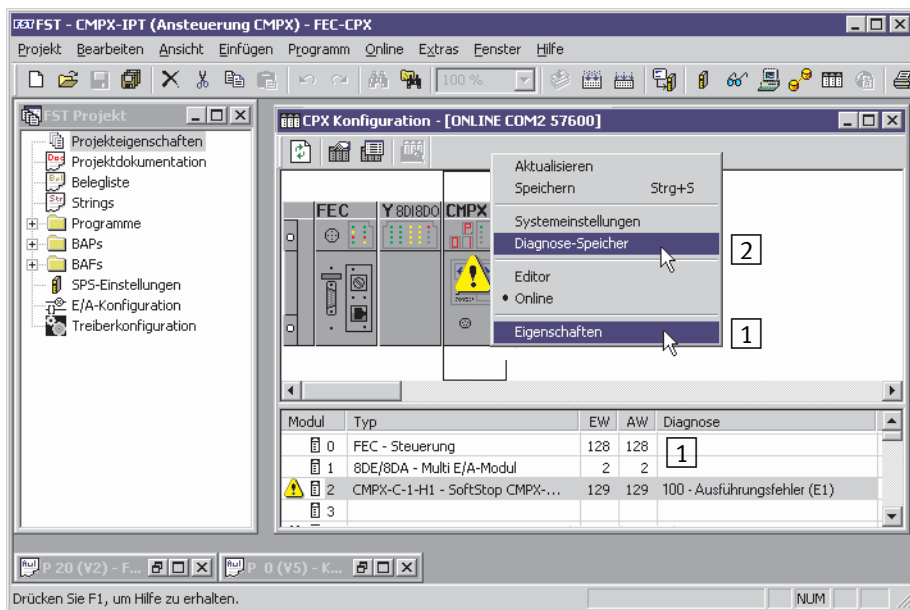 FST - CMPX-IPT (Ansteuerung CMPX) - FEC-CPX
Projekt Bearbeiten Ansicht Einfügen Programm Online Extras Fenster Hilfe
100 %
FST Projekt
Projekteigenschaften
Projektdokumentation
Belegliste
Strings
Programme
BAPs
BAFs
SPS-Einstellungen
E/A-Konfiguration
Treiberkonfiguration
CPX Konfiguration - [ONLINE COM2 57600]
FEC
Y 8DI8DO
CMPX
Aktualisieren
Speichern Strg+S
Systemeinstellungen
Diagnose-Speicher
2
Editor
Online
Eigenschaften
1
Modul Typ EW AW Diagnose
0 FEC - Steuerung 128 128
1
1 8DE/8DA - Multi E/A-Modul 2 2
2 CMPX-C-1-H1 - SoftStop CMPX-... 129 129 100 - Ausführungsfehler (E1)
3
P 20 (V2) - F...
P 0 (V5) - K...
Drücken Sie F1, um Hilfe zu erhalten.
NUM